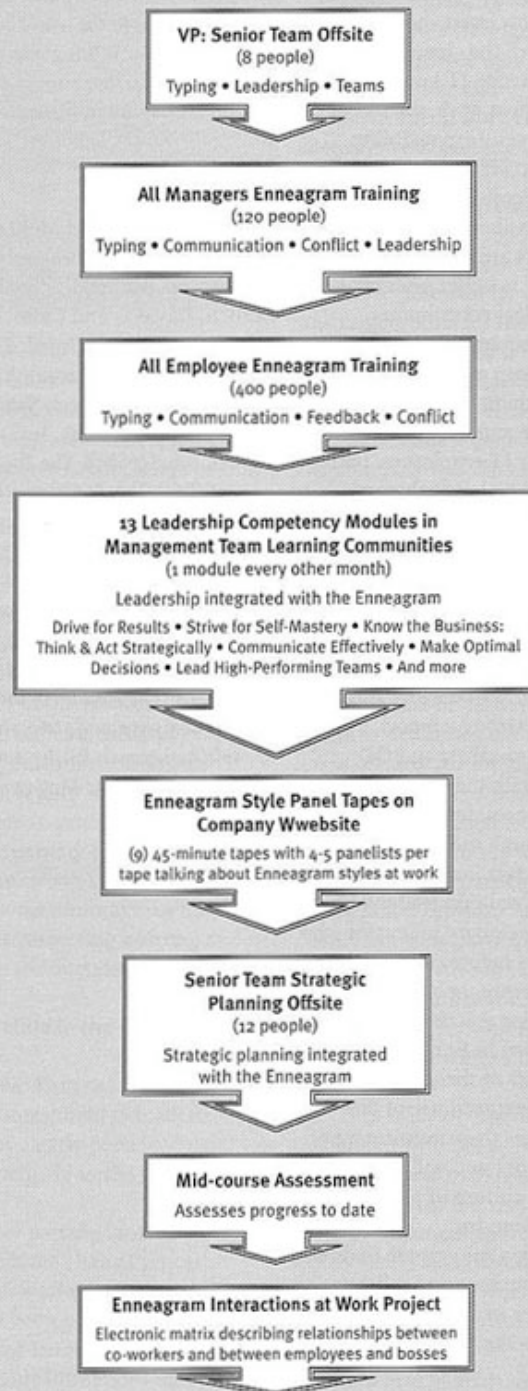 VP: Senior Team Offsite
(8 people)
Typing • Leadership • Teams
All Managers Enneagram Training
(120 people)
Typing • Communication • Conflict • Leadership
All Employee Enneagram Training
(400 people)
Typing • Communication • Feedback • Conflict
13 Leadership Competency Modules in
Management Team Learning Communities
(1 module every other month)
Leadership integrated with the Enneagram
Drive for Results • Strive for Self-Mastery • Know the Business:
Think & Act Strategically • Communicate Effectively • Make Optimal
Decisions • Lead High-Performing Teams • And more
Enneagram Style Panel Tapes on
Company Wwebsite
(9) 45-minute tapes with 4-5 panelists per
tape talking about Enneagram styles at work
Senior Team Strategic
Planning Offsite
(12 people)
Strategic planning integrated
with the Enneagram
Mid-course Assessment
Assesses progress to date
Enneagram Interactions at Work Project
Electronic matrix describing relationships between
co-workers and between employees and bosses